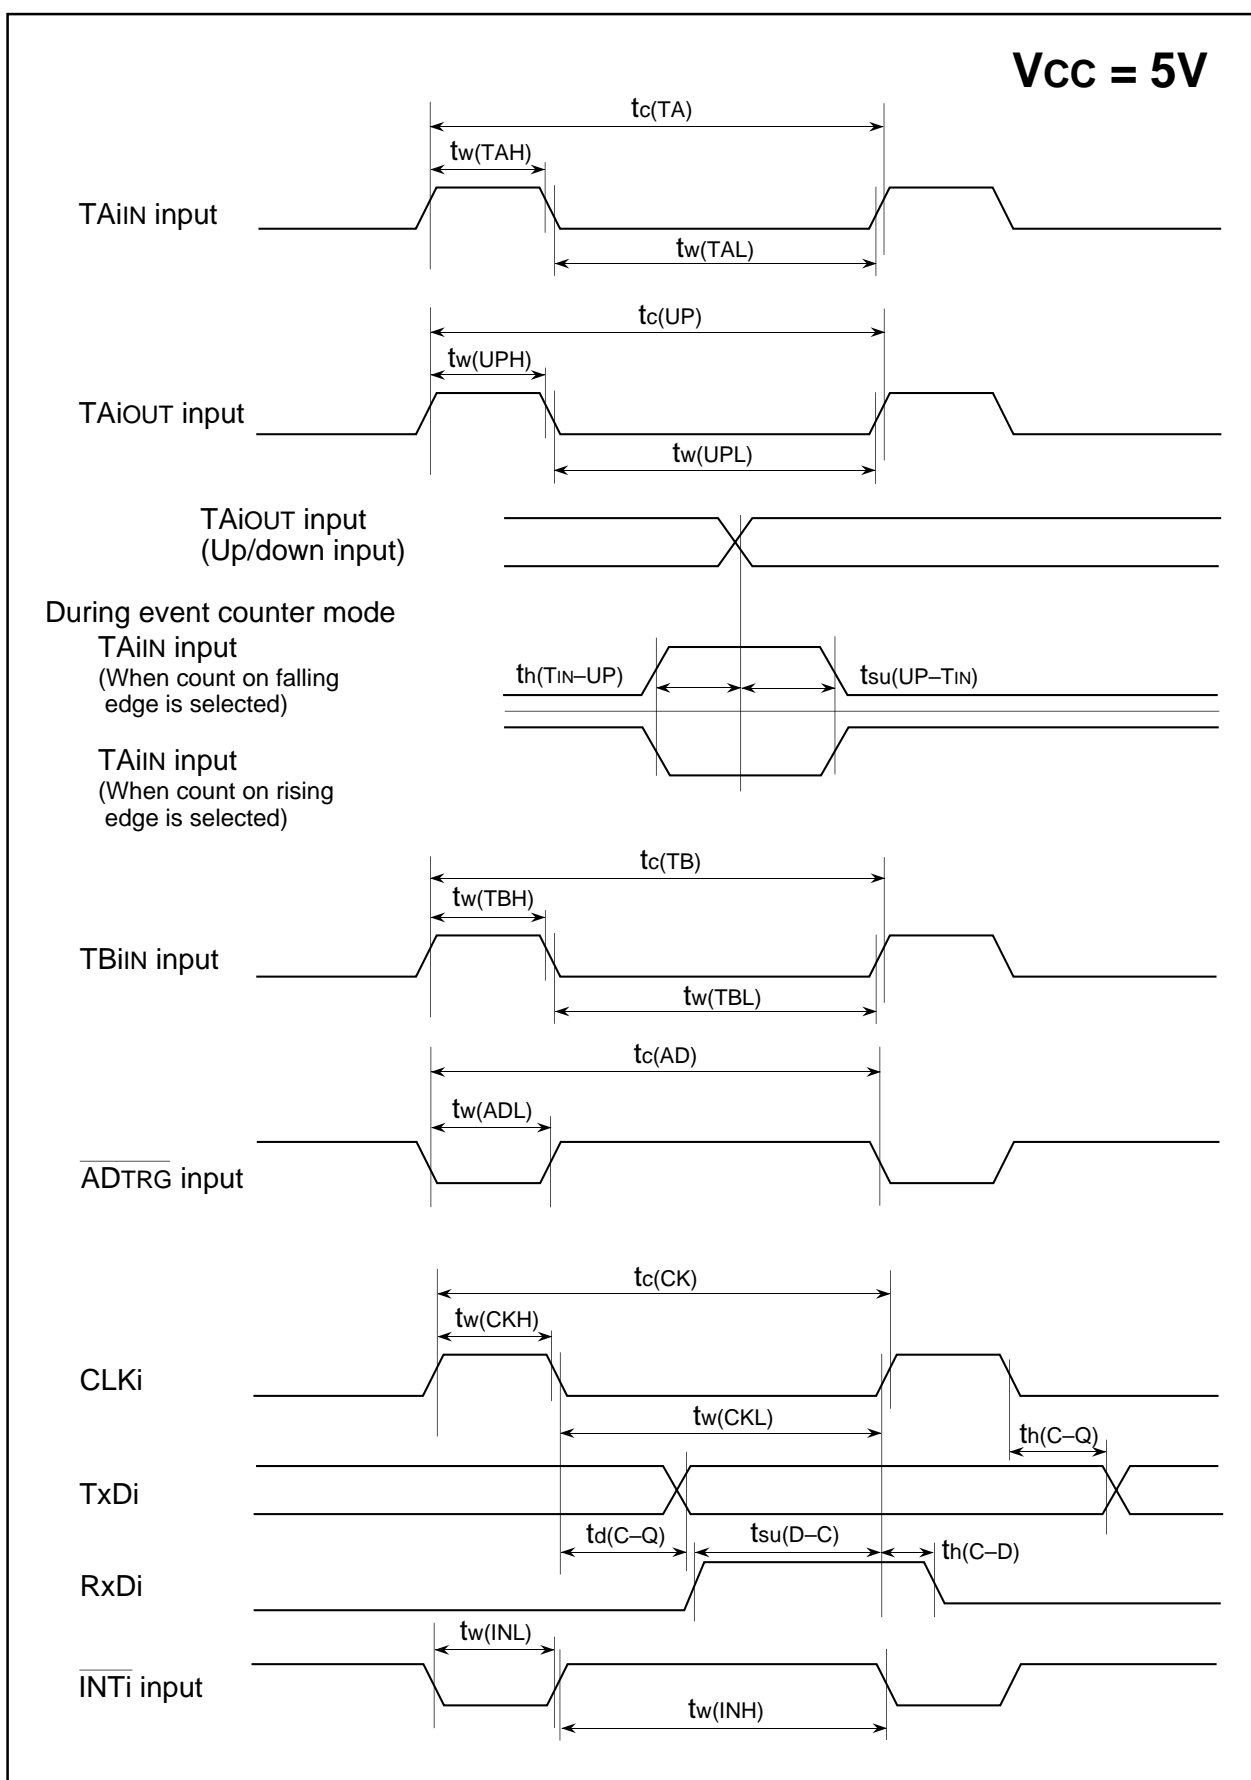 VCC = 5V
tc(TA)
tw(TAH)
TAiIN input
tw(TAL)
tc(UP)
tw(UPH)
TAiOUT input
tw(UPL)
TAiOUT input
(Up/down input)
During event counter mode
TAiIN input
(When count on falling
edge is selected)
th(TIN–UP)
tsu(UP–TIN)
TAiIN input
(When count on rising
edge is selected)
tc(TB)
tw(TBH)
TBiIN input
tw(TBL)
tc(AD)
tw(ADL)
ADTRG input
tc(CK)
tw(CKH)
CLKi
tw(CKL)
th(C–Q)
TxDi
td(C–Q)
tsu(D–C)
th(C–D)
RxDi
tw(INL)
INTi input
tw(INH)